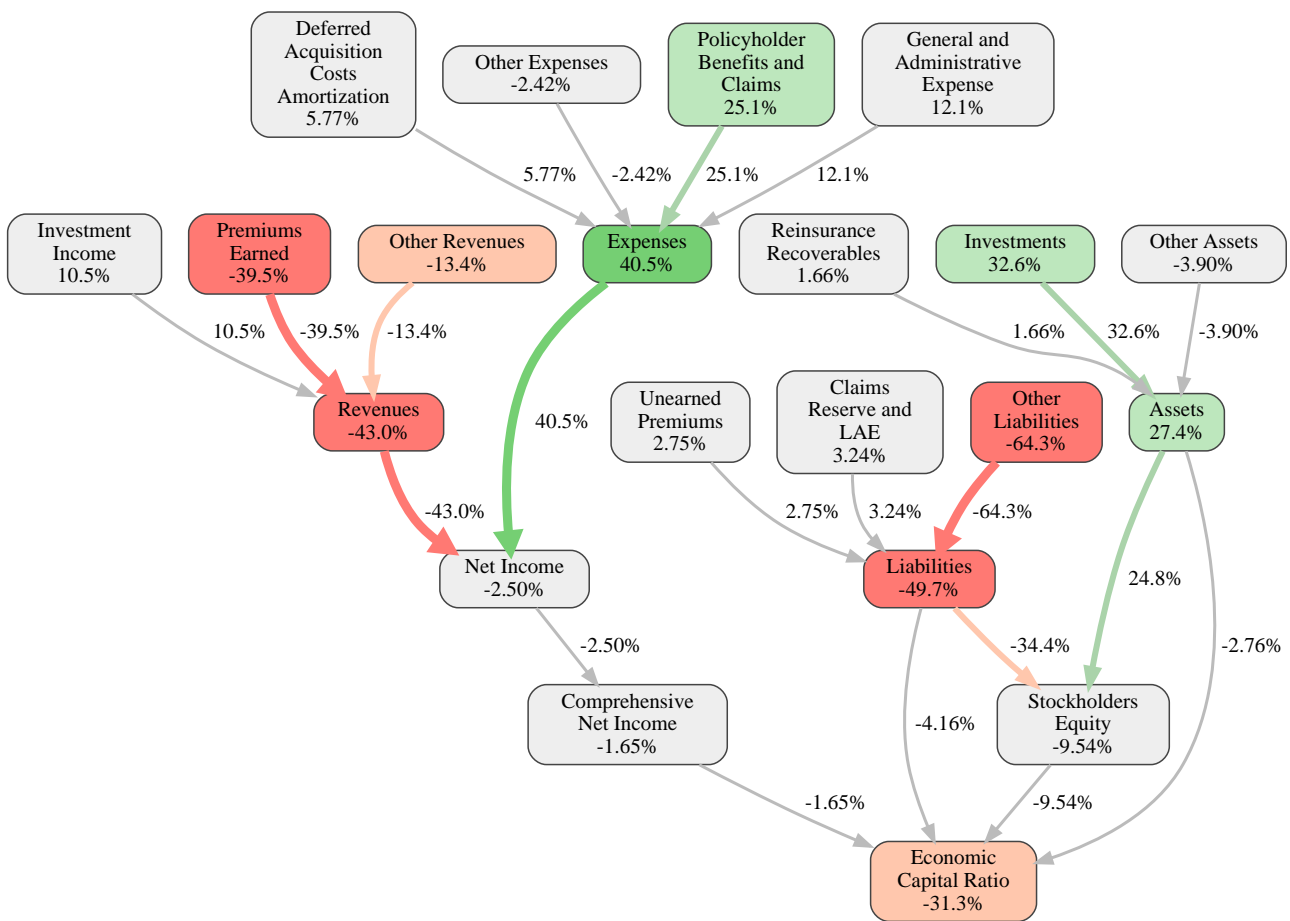 Deferred
Acquisition
Costs
Amortization
5.77%
Other Expenses
-2.42%
Policyholder
Benefits and
Claims
25.1%
General and
Administrative
Expense
12.1%
5.77%
-2.42%
25.1%
12.1%
Investment
Income
10.5%
Premiums
Earned
-39.5%
Other Revenues
-13.4%
Expenses
40.5%
Reinsurance
Recoverables
1.66%
Investments
32.6%
Other Assets
-3.90%
10.5%
-39.5%
-13.4%
1.66%
32.6%
-3.90%
Revenues
-43.0%
40.5%
Unearned
Premiums
2.75%
Claims
Reserve and
LAE
3.24%
Other
Liabilities
-64.3%
Assets
27.4%
-43.0%
2.75%
3.24%
-64.3%
Net Income
-2.50%
Liabilities
-49.7%
24.8%
-2.50%
-34.4%
-2.76%
Comprehensive
Net Income
-1.65%
-4.16%
Stockholders
Equity
-9.54%
-1.65%
-9.54%
Economic
Capital Ratio
-31.3%